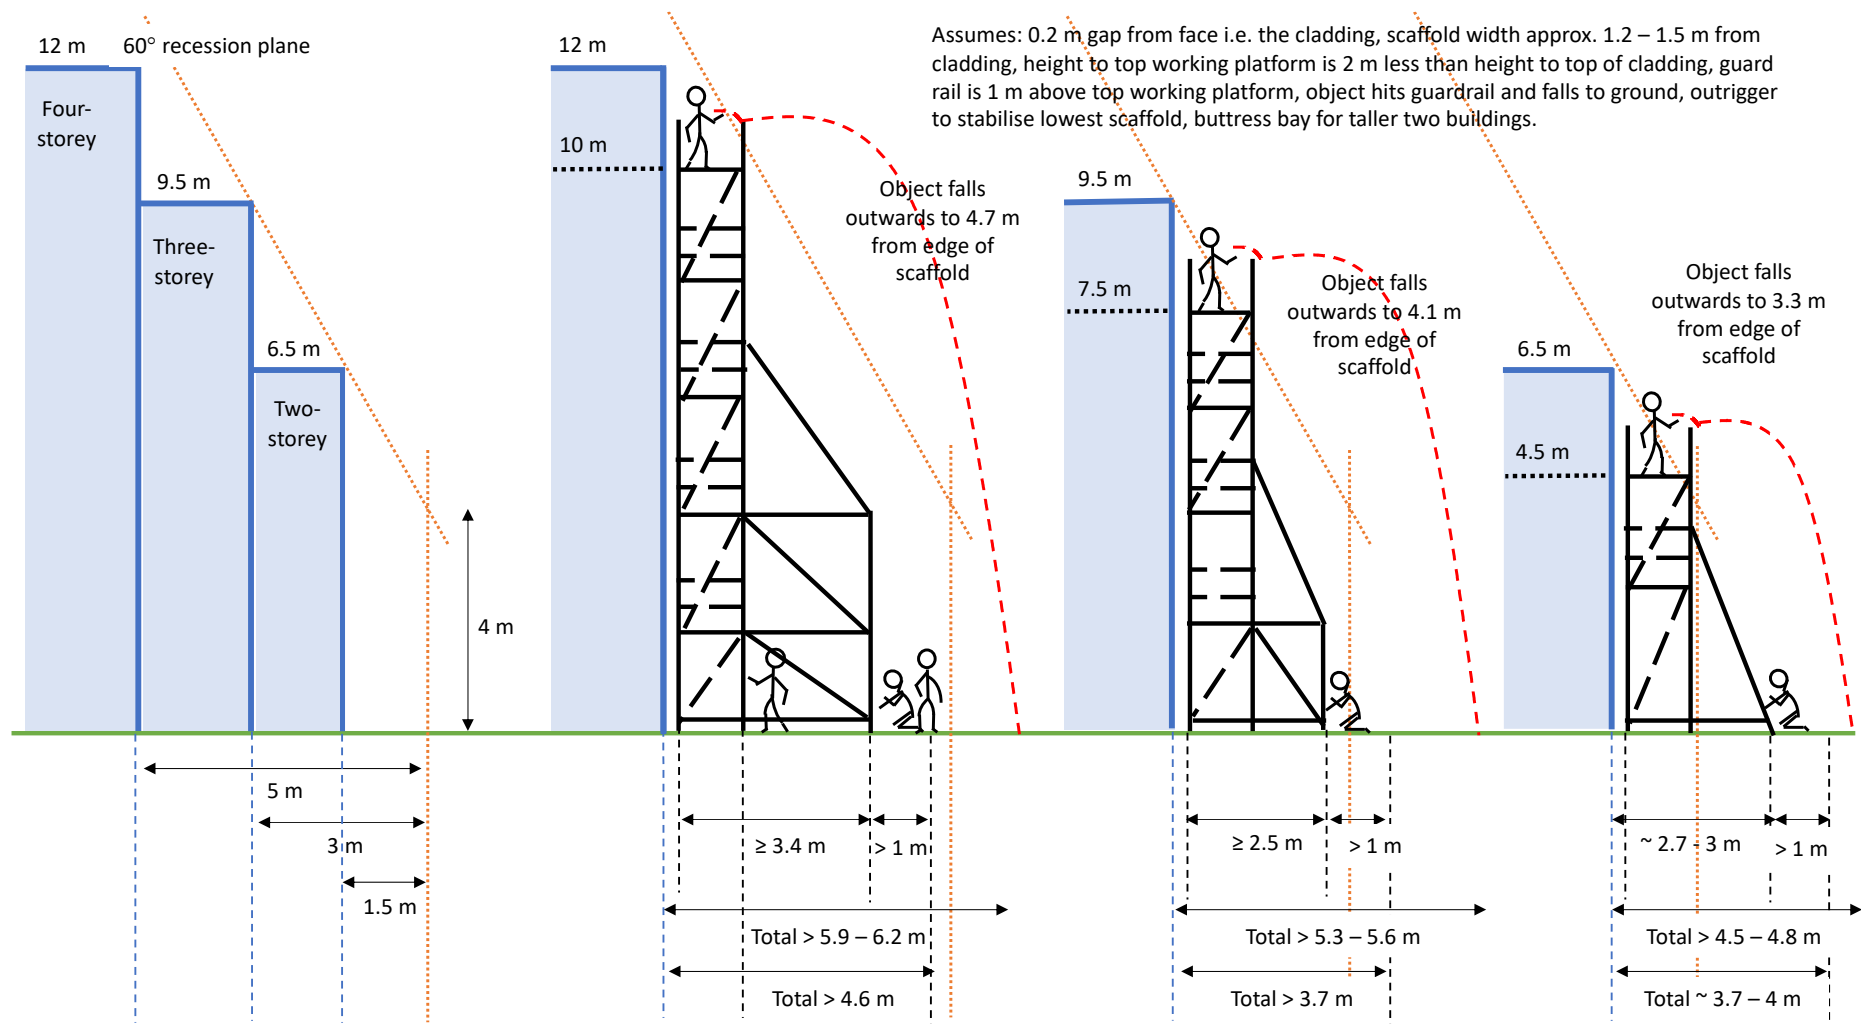 12 m
60° recession plane
Four-
storey
9.5 m
Three-
storey
6.5 m
Two-
storey
4 m
5 m
3 m
1.5 m
12 m
10 m
Object falls
outwards to 4.7 m
from edge of
scaffold
≥ 3.4 m
> 1 m
Total > 5.9 – 6.2 m
Total > 4.6 m
Assumes: 0.2 m gap from face i.e. the cladding, scaffold width approx. 1.2 – 1.5 m from
cladding, height to top working platform is 2 m less than height to top of cladding, guard
rail is 1 m above top working platform, object hits guardrail and falls to ground, outrigger
to stabilise lowest scaffold, buttress bay for taller two buildings.
9.5 m
7.5 m
Object falls
outwards to 4.1 m
from edge of
scaffold
≥ 2.5 m
> 1 m
Total > 5.3 – 5.6 m
Total > 3.7 m
6.5 m
4.5 m
Object falls
outwards to 3.3 m
from edge of
scaffold
~ 2.7 - 3 m
> 1 m
Total > 4.5 – 4.8 m
Total ~ 3.7 – 4 m